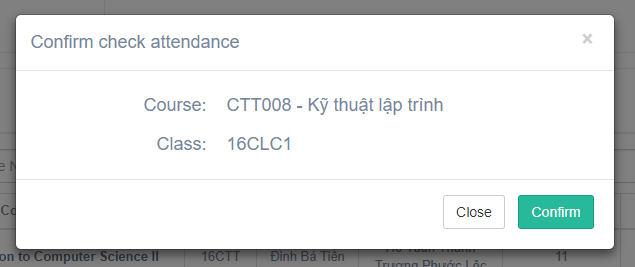 Confirm check attendance ×
Course: CTT008 - Kỹ thuật lập trình
Class: 16CLC1
Close Confirm
Co
on to Computer Science II 16CTT Đinh Bá Tiến 11
Trương Phước Lộc